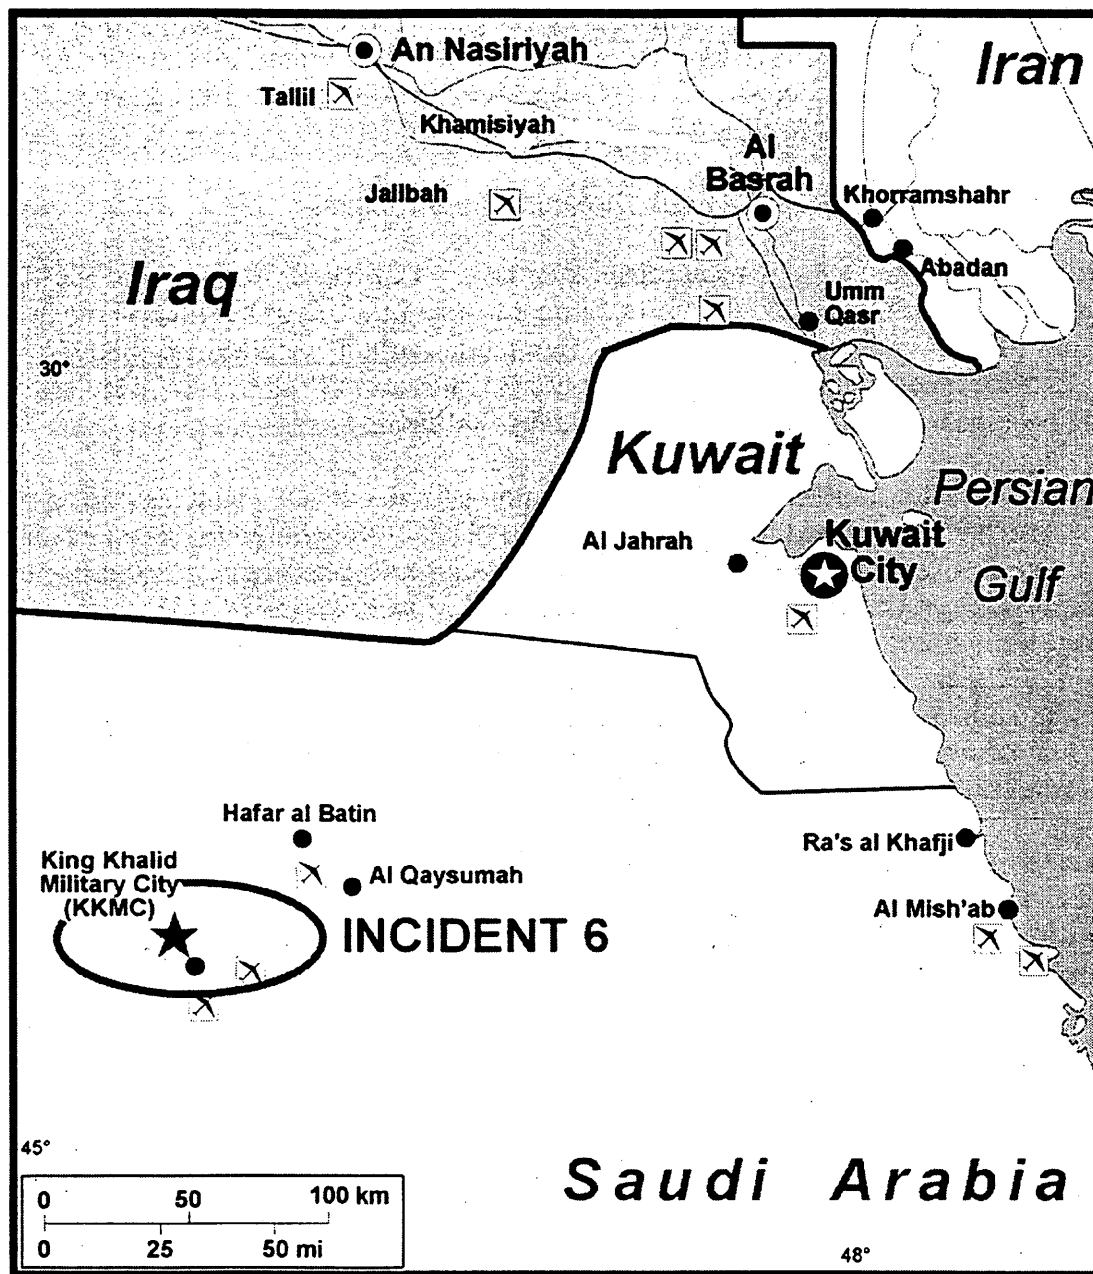 An Nasiriyah
Iran
Tallil
Khamisiyah
Al
Basrah
Jalibah
Khorramshahr
Abadan
Iraq
Umm
Qasr
30°
Kuwait
Persian
Al Jahrah
Kuwait
City
Gulf
Hafar al Batin
Ra's al Khafji
King Khalid
Military City
(KKMC)
Al Qaysumah
Al Mish'ab
INCIDENT 6
45°
Saudi Arabia
0 50 100 km
0 25 50 mi
48°